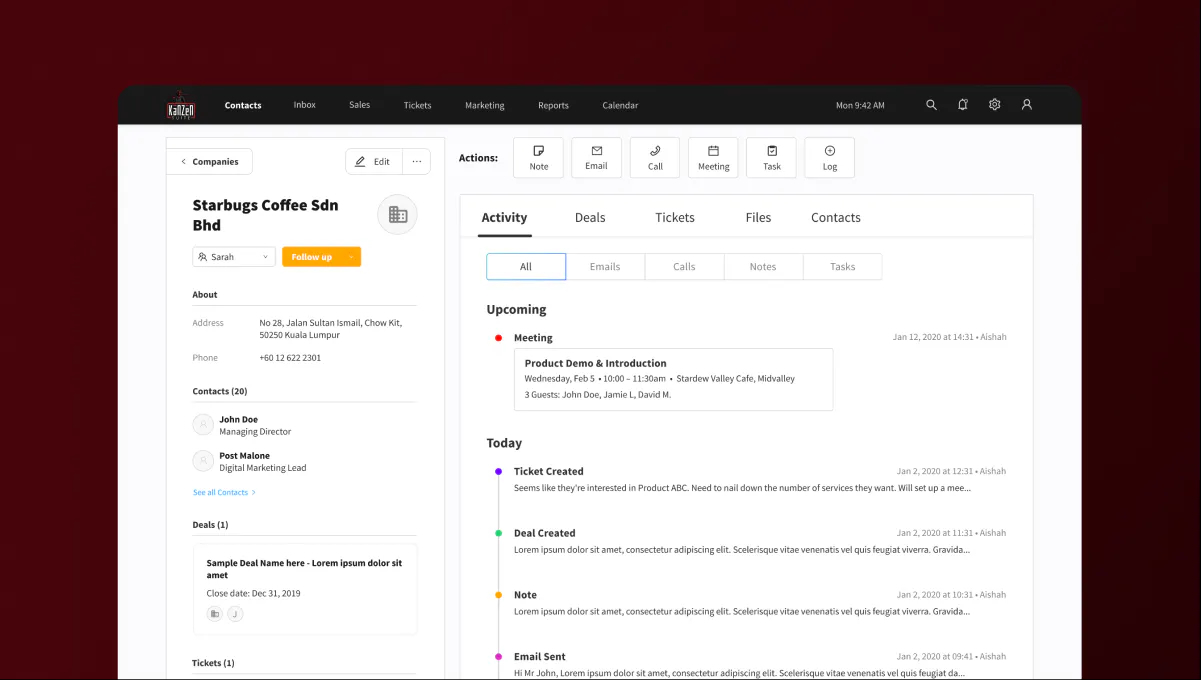 KanZen
SUITE
Contacts
Inbox
Sales
Tickets
Marketing
Reports
Calendar
Mon 9:42 AM
Companies
Edit
...
Starbugs Coffee Sdn
Bhd
Sarah
Follow up
About
Address
No 28, Jalan Sultan Ismail, Chow Kit,
50250 Kuala Lumpur
Phone
+60 12 622 2301
Contacts (20)
John Doe
Managing Director
Post Malone
Digital Marketing Lead
See all Contacts
Deals (1)
Sample Deal Name here - Lorem ipsum dolor sit
amet
Close date: Dec 31, 2019
J
Tickets (1)
Actions:
Note
Email
Call
Meeting
Task
Log
Activity
Deals
Tickets
Files
Contacts
All
Emails
Calls
Notes
Tasks
Upcoming
Meeting
Jan 12, 2020 at 14:31 • Aishah
Product Demo & Introduction
Wednesday, Feb 5 • 10:00 – 11:30am • Stardew Valley Cafe, Midvalley
3 Guests: John Doe, Jamie L, David M.
Today
Ticket Created
Jan 2, 2020 at 12:31 • Aishah
Seems like they're interested in Product ABC. Need to nail down the number of services they want. Will set up a mee...
Deal Created
Jan 2, 2020 at 11:31 • Aishah
Lorem ipsum dolor sit amet, consectetur adipiscing elit. Scelerisque vitae venenatis vel quis feugiat viverra. Gravida...
Note
Jan 2, 2020 at 10:31 • Aishah
Lorem ipsum dolor sit amet, consectetur adipiscing elit. Scelerisque vitae venenatis vel quis feugiat viverra. Gravida...
Email Sent
Jan 2, 2020 at 09:41 • Aishah
Hi Mr John, Lorem ipsum dolor sit amet, consectetur adipiscing elit. Scelerisque vitae venenatis vel quis feugiat da...